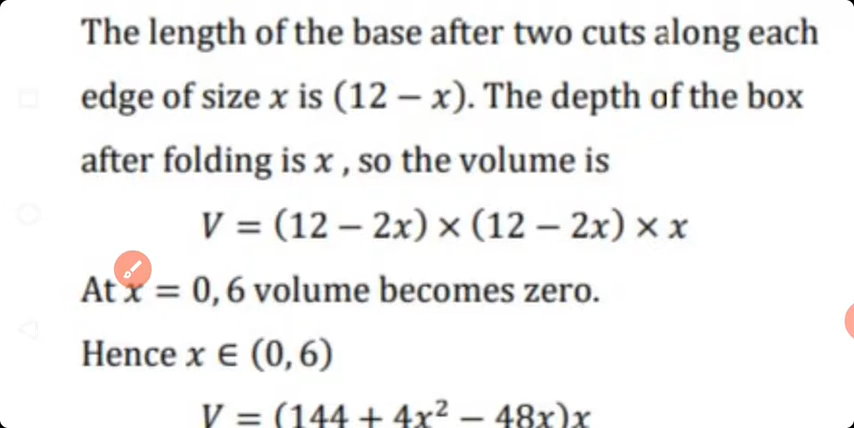 The length of the base after two cuts along each
edge of size x is (12 − x). The depth of the box
after folding is x , so the volume is
V = (12 − 2x) × (12 − 2x) × x
At x = 0, 6 volume becomes zero.
Hence x ∈ (0, 6)
V = (144 + 4x² − 48x)x